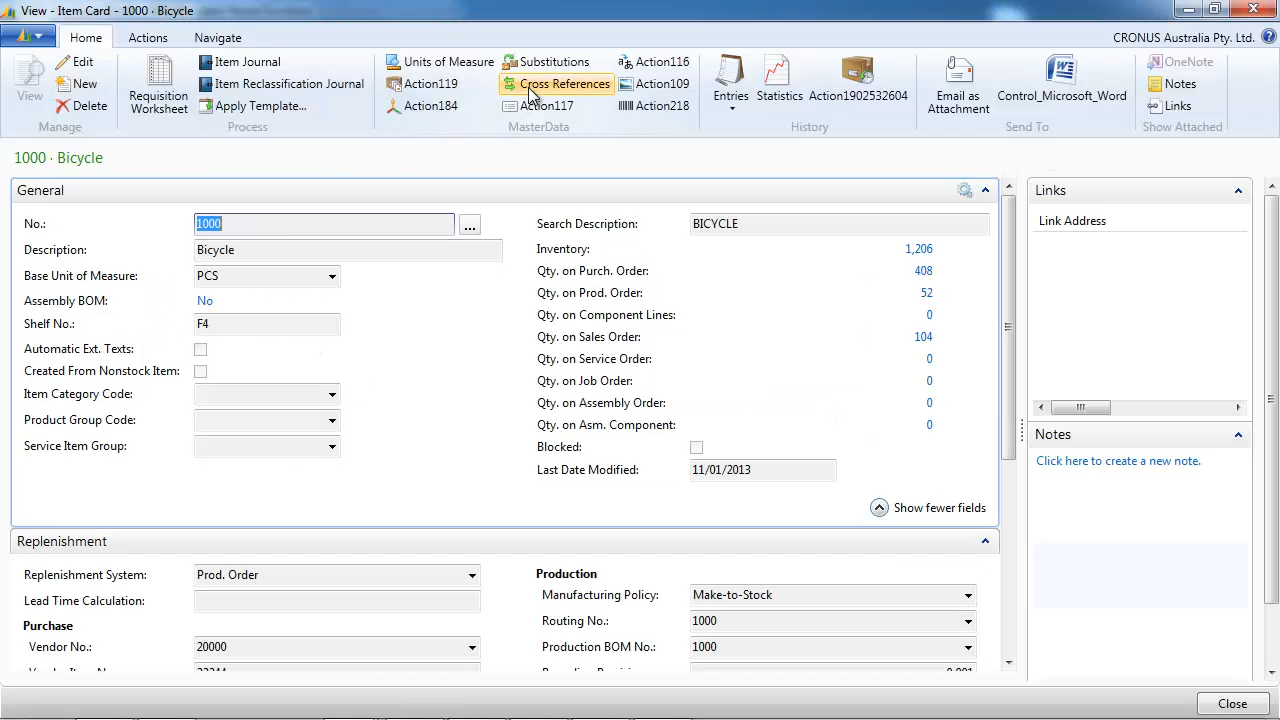 View - Item Card - 1000 · Bicycle
Home
Actions
Navigate
CRONUS Australia Pty. Ltd.
View
Edit
New
Delete
Manage
Requisition
Worksheet
Item Journal
Item Reclassification Journal
Apply Template...
Process
Units of Measure
Action119
Action184
Substitutions
Cross References
Action117
Action116
Action109
Action218
MasterData
Entries
Statistics
Action1902532604
History
Email as
Attachment
Control_Microsoft_Word
Send To
OneNote
Notes
Links
Show Attached
1000 · Bicycle
General
No.: 1000 ...
Description: Bicycle
Base Unit of Measure: PCS
Assembly BOM: No
Shelf No.: F4
Automatic Ext. Texts:
Created From Nonstock Item:
Item Category Code:
Product Group Code:
Service Item Group:
Search Description: BICYCLE
Inventory: 1,206
Qty. on Purch. Order: 408
Qty. on Prod. Order: 52
Qty. on Component Lines: 0
Qty. on Sales Order: 104
Qty. on Service Order: 0
Qty. on Job Order: 0
Qty. on Assembly Order: 0
Qty. on Asm. Component: 0
Blocked:
Last Date Modified: 11/01/2013
Show fewer fields
Replenishment
Replenishment System: Prod. Order
Lead Time Calculation:
Purchase
Vendor No.: 20000
Production
Manufacturing Policy: Make-to-Stock
Routing No.: 1000
Production BOM No.: 1000
Links
Link Address
Notes
Click here to create a new note.
Close